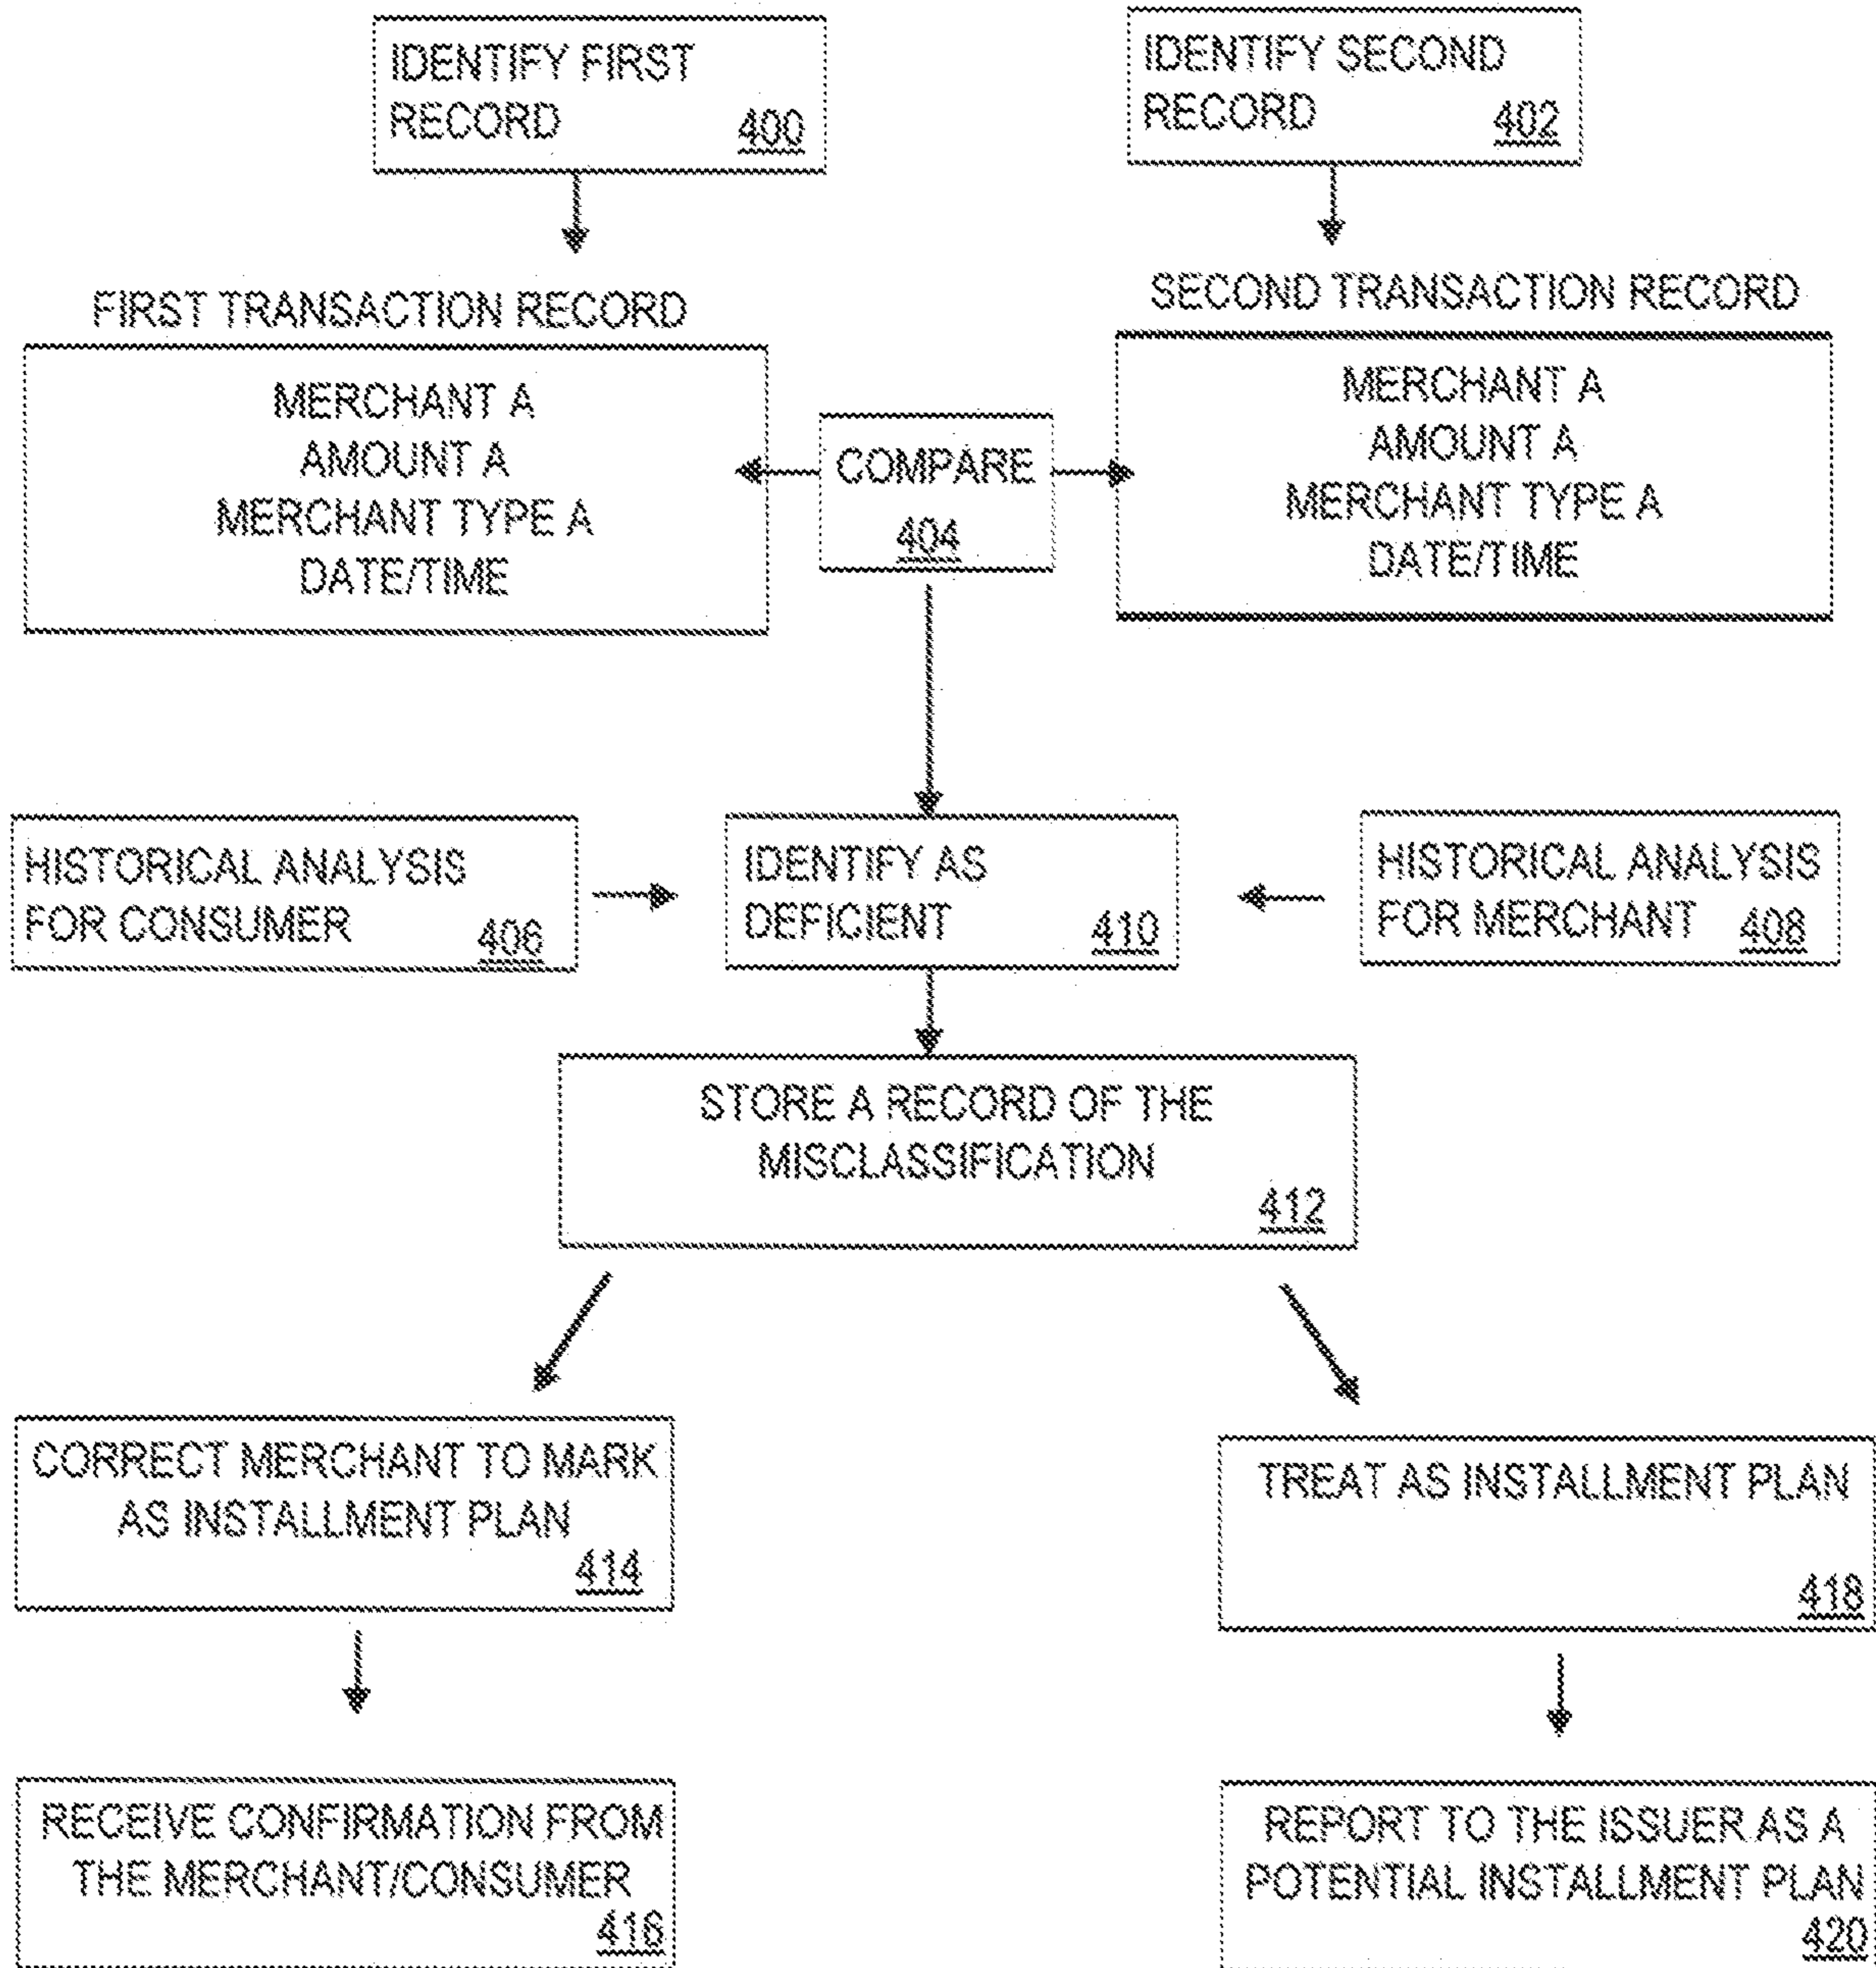 IDENTIFY FIRST
RECORD 400
IDENTIFY SECOND
RECORD 402
FIRST TRANSACTION RECORD
MERCHANT A
AMOUNT A
MERCHANT TYPE A
DATE/TIME
COMPARE
404
SECOND TRANSACTION RECORD
MERCHANT A
AMOUNT A
MERCHANT TYPE A
DATE/TIME
HISTORICAL ANALYSIS
FOR CONSUMER 406
IDENTIFY AS
DEFICIENT 410
HISTORICAL ANALYSIS
FOR MERCHANT 408
STORE A RECORD OF THE
MISCLASSIFICATION
412
CORRECT MERCHANT TO MARK
AS INSTALLMENT PLAN
414
TREAT AS INSTALLMENT PLAN
418
RECEIVE CONFIRMATION FROM
THE MERCHANT/CONSUMER
416
REPORT TO THE ISSUER AS A
POTENTIAL INSTALLMENT PLAN
420